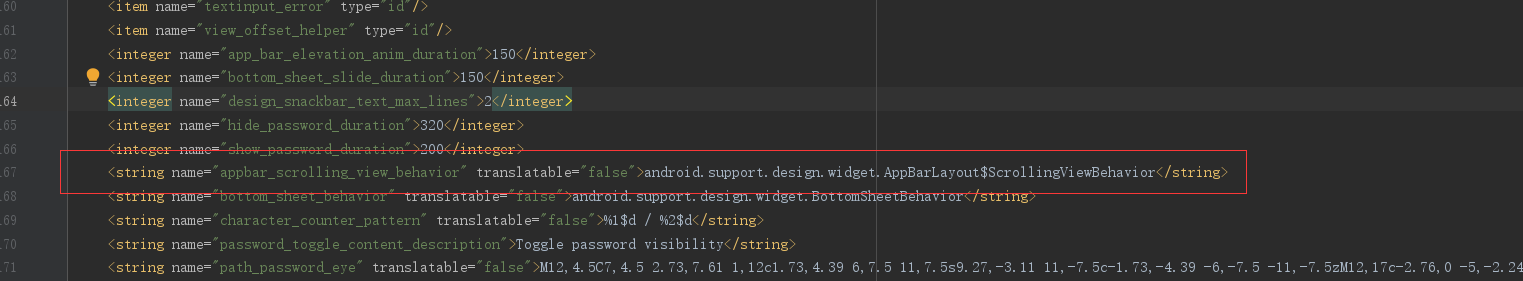 160 <item name="textinput_error" type="id"/>
161 <item name="view_offset_helper" type="id"/>
162 <integer name="app_bar_elevation_anim_duration">150</integer>
163 <integer name="bottom_sheet_slide_duration">150</integer>
164 <integer name="design_snackbar_text_max_lines">2</integer>
165 <integer name="hide_password_duration">320</integer>
166 <integer name="show_password_duration">200</integer>
167 <string name="appbar_scrolling_view_behavior" translatable="false">android.support.design.widget.AppBarLayout$ScrollingViewBehavior</string>
168 <string name="bottom_sheet_behavior" translatable="false">android.support.design.widget.BottomSheetBehavior</string>
169 <string name="character_counter_pattern" translatable="false">%1$d / %2$d</string>
170 <string name="password_toggle_content_description">Toggle password visibility</string>
171 <string name="path_password_eye" translatable="false">M12,4.5C7,4.5 2.73,7.61 1,12c1.73,4.39 6,7.5 11,7.5s9.27,-3.11 11,-7.5c-1.73,-4.39 -6,-7.5 -11,-7.5zM12,17c-2.76,0 -5,-2.24